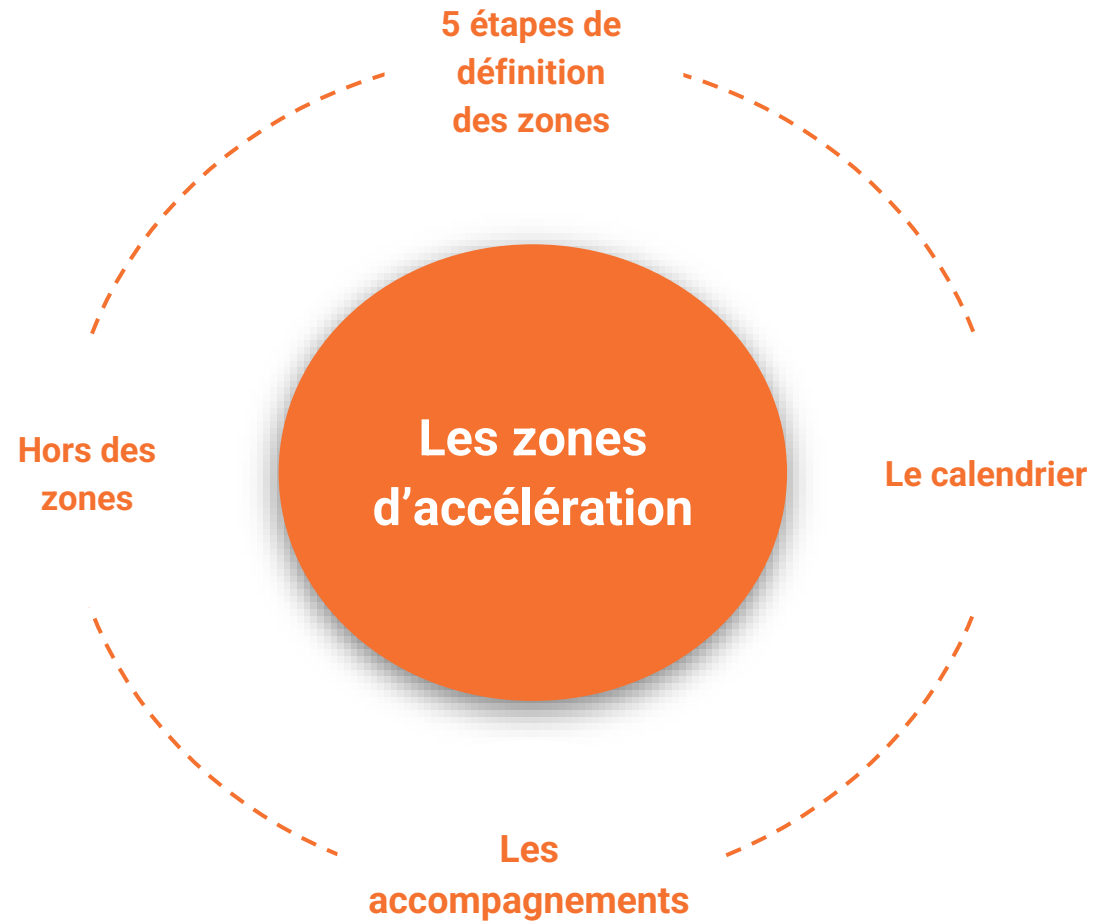 5 étapes de
définition
des zones
Hors des
zones
Les zones
d’accélération
Le calendrier
Les
accompagnements